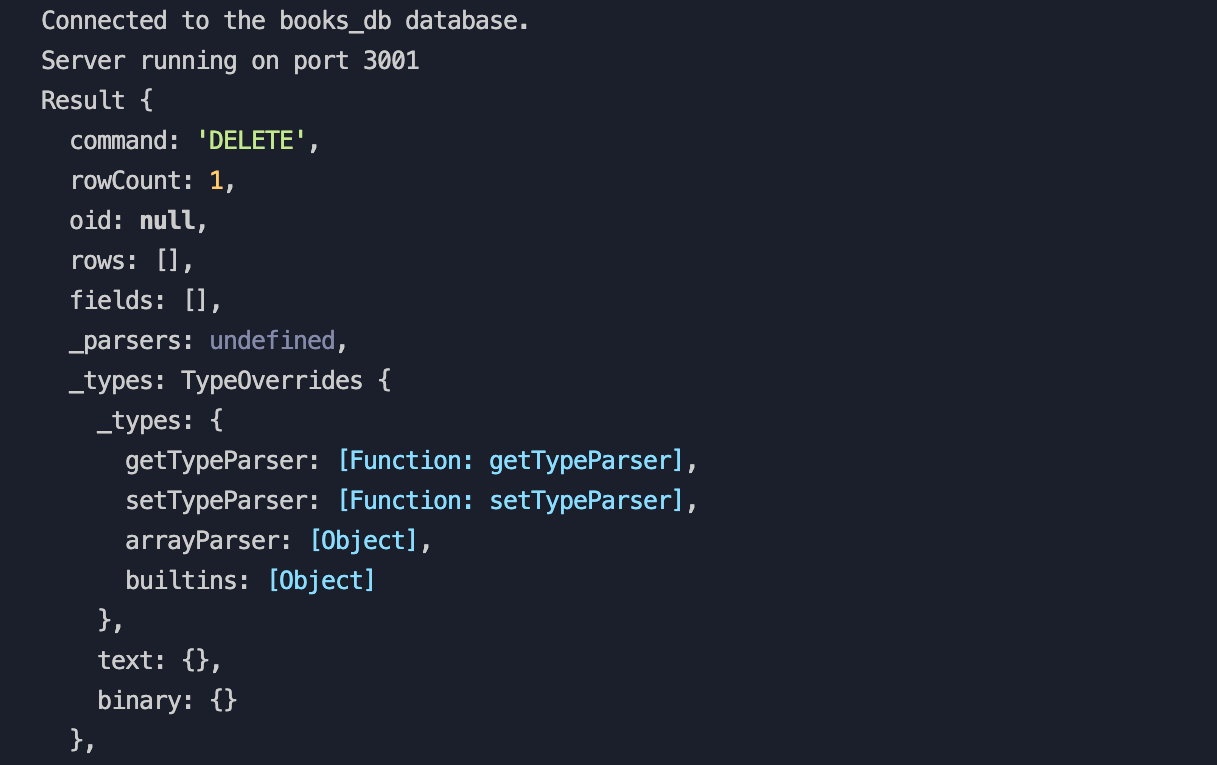 Connected to the books_db database.
Server running on port 3001
Result {
  command: 'DELETE',
  rowCount: 1,
  oid: null,
  rows: [],
  fields: [],
  _parsers: undefined,
  _types: TypeOverrides {
    _types: {
      getTypeParser: [Function: getTypeParser],
      setTypeParser: [Function: setTypeParser],
      arrayParser: [Object],
      builtins: [Object]
    },
    text: {},
    binary: {}
  },